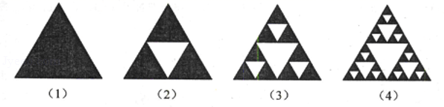 （1） （2） （3） （4）